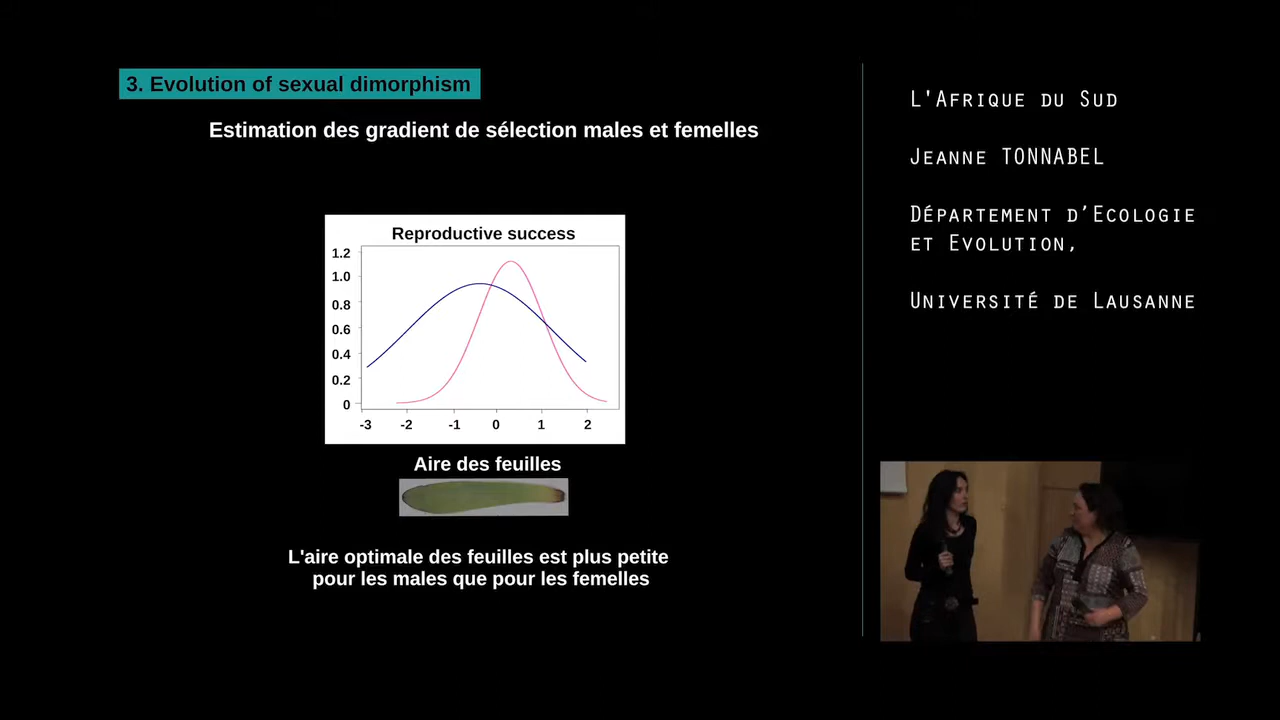 3. Evolution of sexual dimorphism
Estimation des gradient de sélection males et femelles
Reproductive success
1.2
1.0
0.8
0.6
0.4
0.2
0
-3 -2 -1 0 1 2
Aire des feuilles
L'aire optimale des feuilles est plus petite
pour les males que pour les femelles
L'Afrique du Sud
Jeanne TONNABEL
Département d'Ecologie
et Evolution,
Université de Lausanne